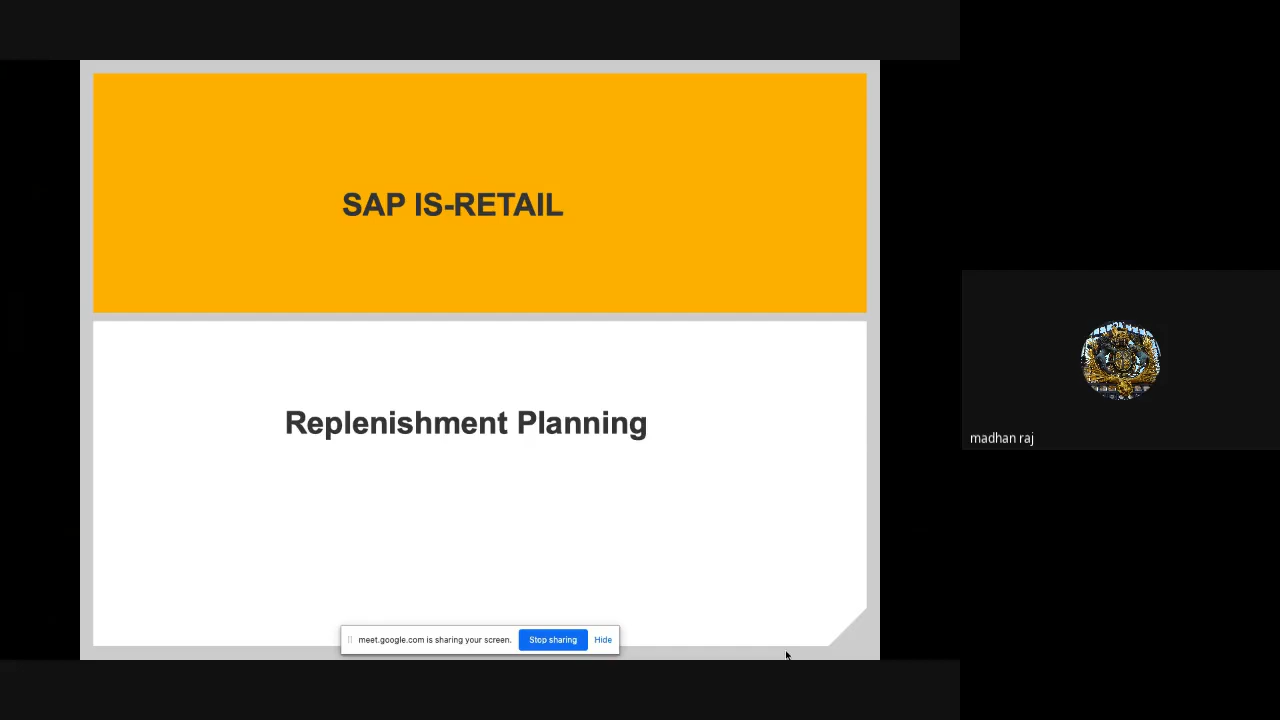 SAP IS-RETAIL
Replenishment Planning
meet.google.com is sharing your screen. Stop sharing Hide
madhan raj